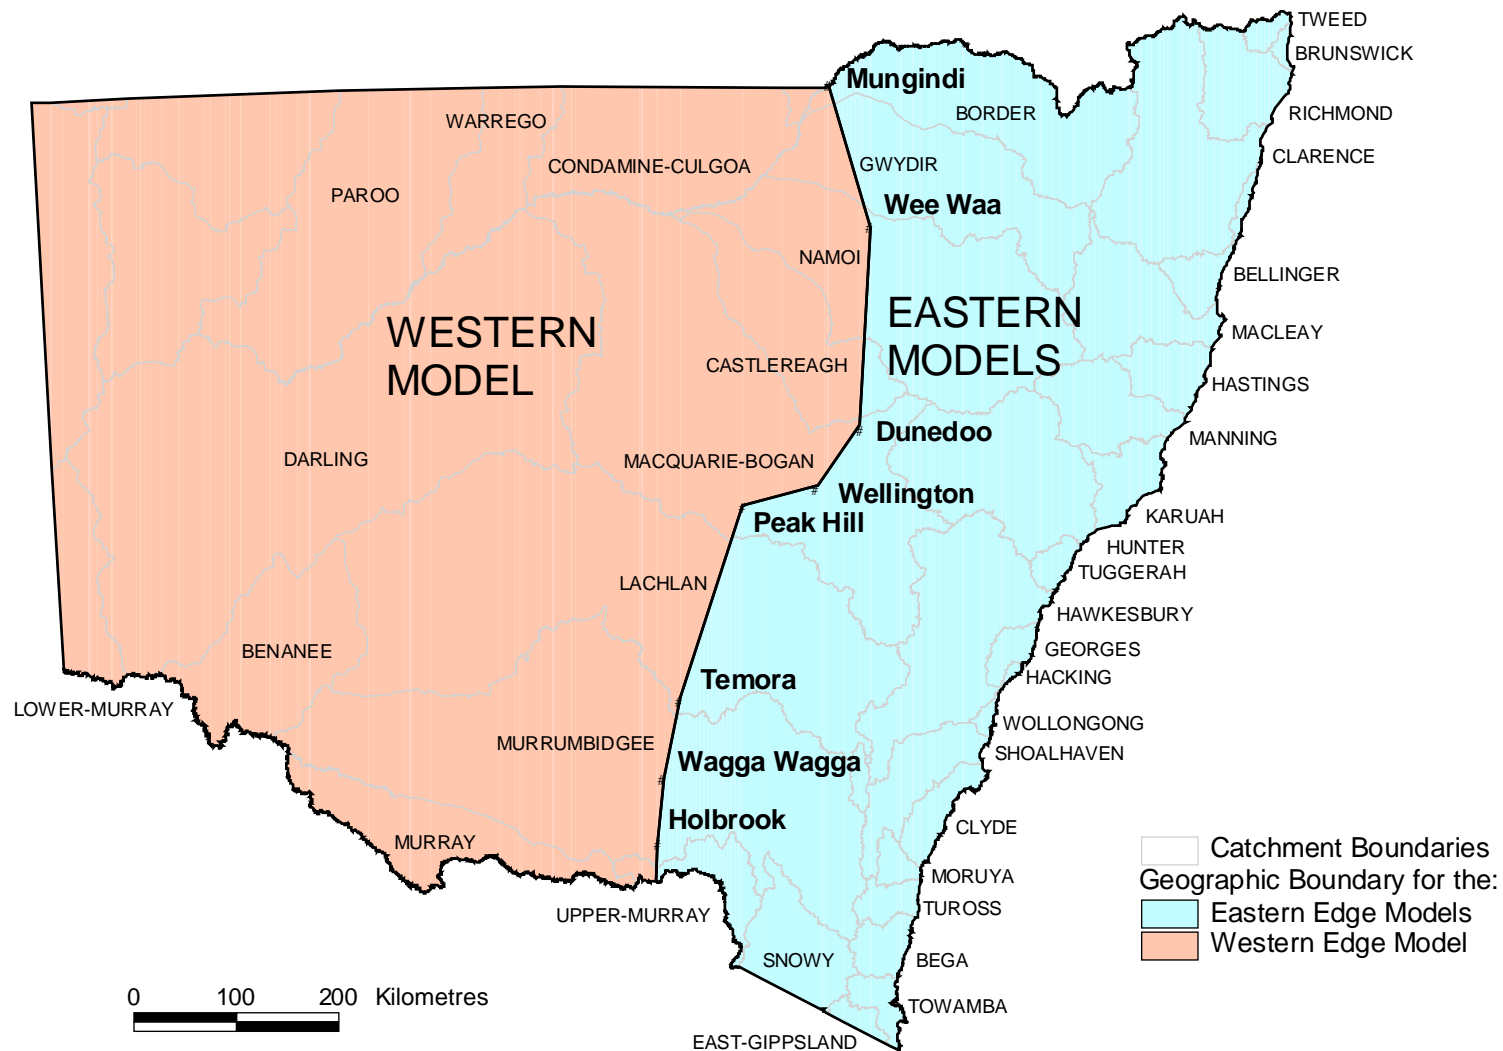 TWEED
BRUNSWICK
Mungindi
BORDER
RICHMOND
WARREGO
CLARENCE
CONDAMINE-CULGOA
GWYDIR
PAROO
Wee Waa
NAMOI
BELLINGER
WESTERN
MODEL
EASTERN
MODELS
MACLEAY
CASTLEREAGH
HASTINGS
Dunedoo
MANNING
DARLING
MACQUARIE-BOGAN
Wellington
Peak Hill
KARUAH
HUNTER
TUGGERAH
LACHLAN
HAWKESBURY
BENANEE
GEORGES
HACKING
Temora
LOWER-MURRAY
WOLLONGONG
MURRUMBIDGEE
SHOALHAVEN
Wagga Wagga
Holbrook
CLYDE
MURRAY
MORUYA
UPPER-MURRAY
TUROSS
SNOWY
BEGA
TOWAMBA
EAST-GIPPSLAND
Catchment Boundaries
Geographic Boundary for the:
Eastern Edge Models
Western Edge Model
0 100 200 Kilometres